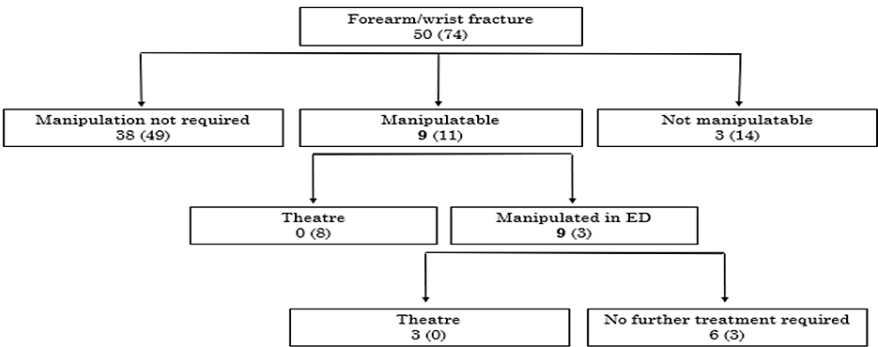 Forearm/wrist fracture
50 (74)
Manipulation not required
38 (49)
Manipulatable
9 (11)
Not manipulatable
3 (14)
Theatre
0 (8)
Manipulated in ED
9 (3)
Theatre
3 (0)
No further treatment required
6 (3)